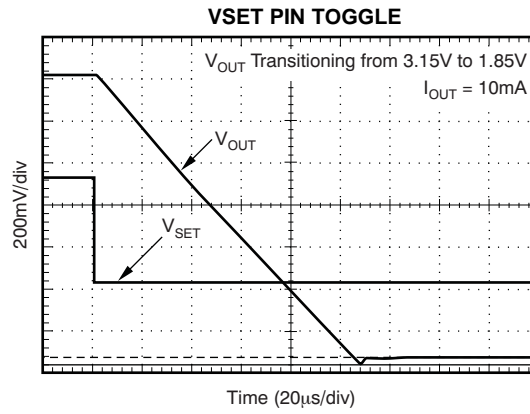 VSET PIN TOGGLE
VOUT Transitioning from 3.15V to 1.85V
IOUT = 10mA
VOUT
200mV/div
VSET
Time (20µs/div)